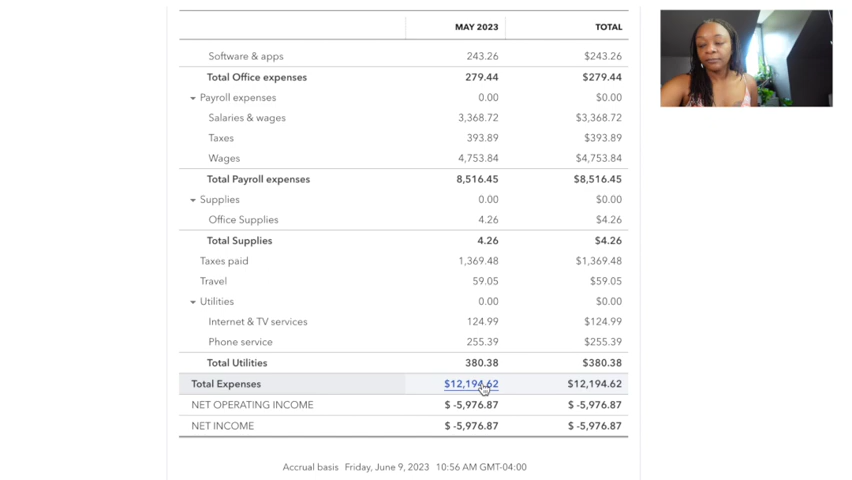 MAY 2023 TOTAL
Software & apps 243.26 $243.26
Total Office expenses 279.44 $279.44
Payroll expenses 0.00 $0.00
Salaries & wages 3,368.72 $3,368.72
Taxes 393.89 $393.89
Wages 4,753.84 $4,753.84
Total Payroll expenses 8,516.45 $8,516.45
Supplies 0.00 $0.00
Office Supplies 4.26 $4.26
Total Supplies 4.26 $4.26
Taxes paid 1,369.48 $1,369.48
Travel 59.05 $59.05
Utilities 0.00 $0.00
Internet & TV services 124.99 $124.99
Phone service 255.39 $255.39
Total Utilities 380.38 $380.38
Total Expenses $12,194.62 $12,194.62
NET OPERATING INCOME $ -5,976.87 $ -5,976.87
NET INCOME $ -5,976.87 $ -5,976.87
Accrual basis Friday, June 9, 2023 10:56 AM GMT-04:00